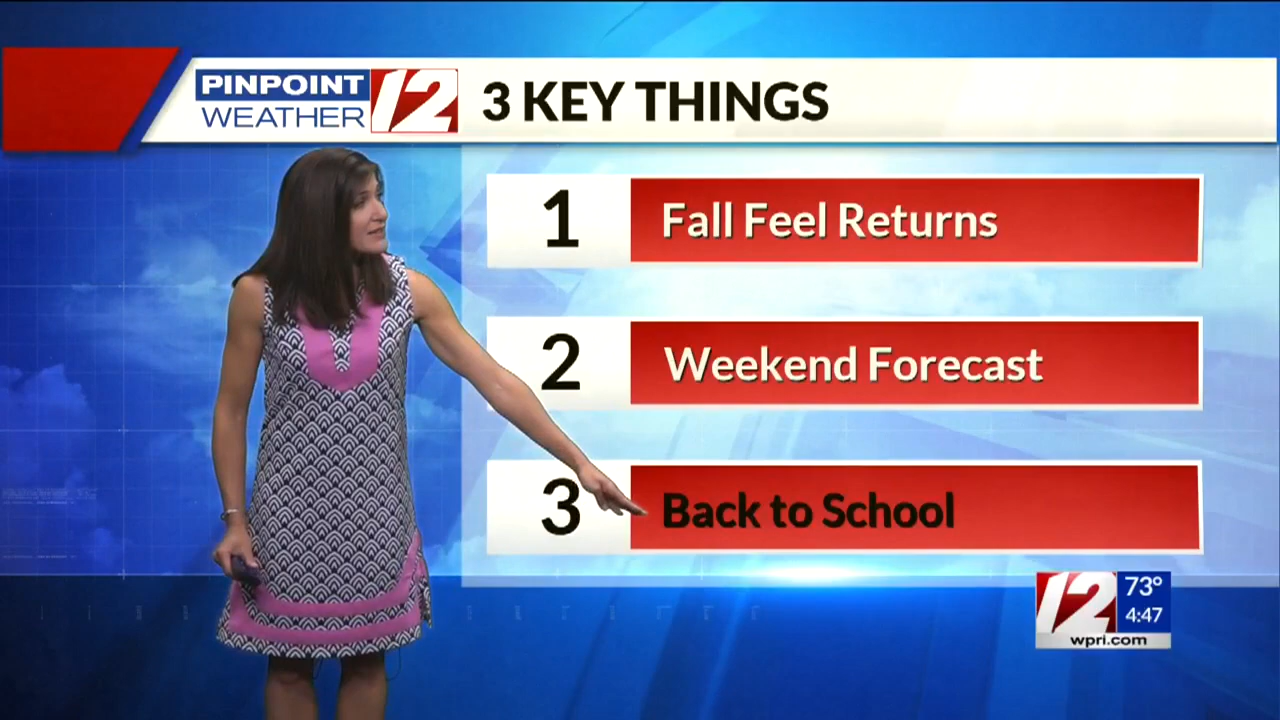 PINPOINT
WEATHER 12
3 KEY THINGS
1 Fall Feel Returns
2 Weekend Forecast
3 Back to School
12 73°
4:47
wpri.com